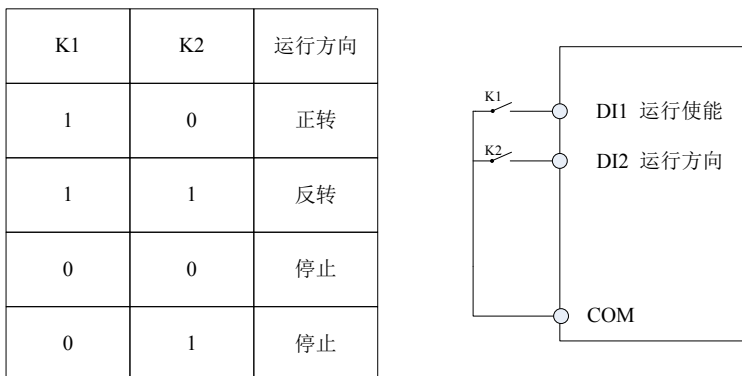 K1 K2 运行方向
1 0 正转
1 1 反转
0 0 停止
0 1 停止
K1
DI1 运行使能
K2
DI2 运行方向
COM